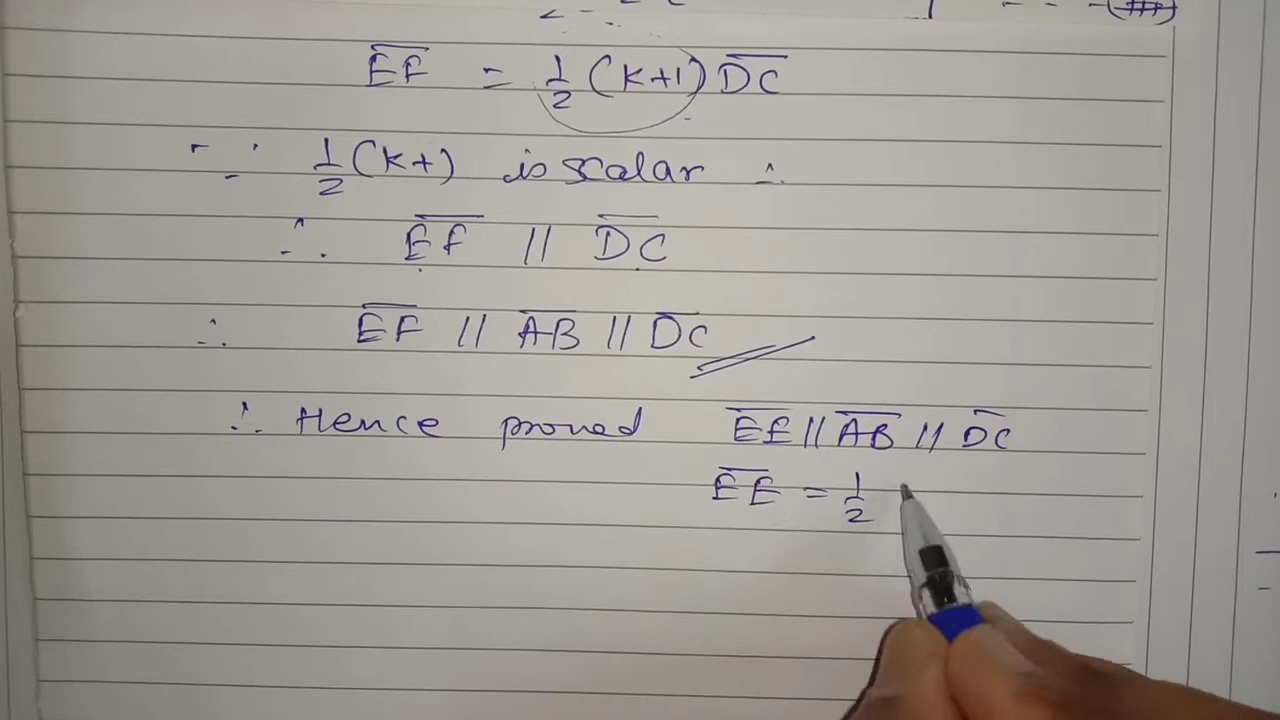 EF = 1/2 (K+1) DC
∵ 1/2 (K+) is scalar ∴
∴ EF // DC
∴ EF // AB // DC
∴ Hence proved EF // AB // DC
EF = 1/2